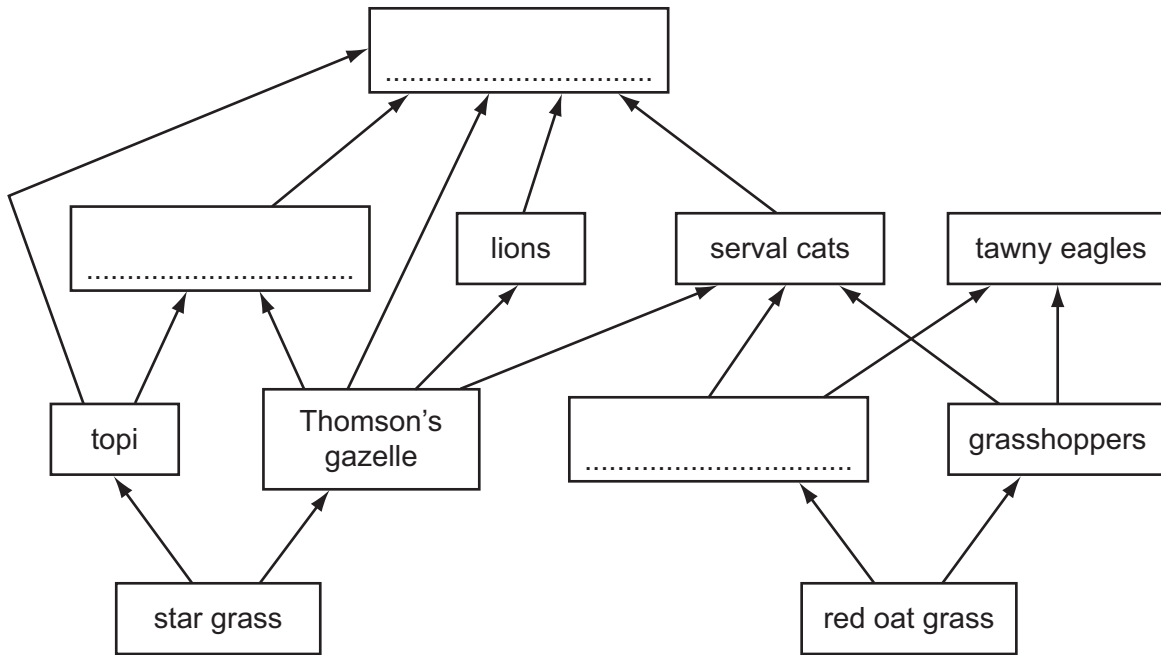 lions
serval cats
tawny eagles
topi
Thomson's
gazelle
grasshoppers
star grass
red oat grass